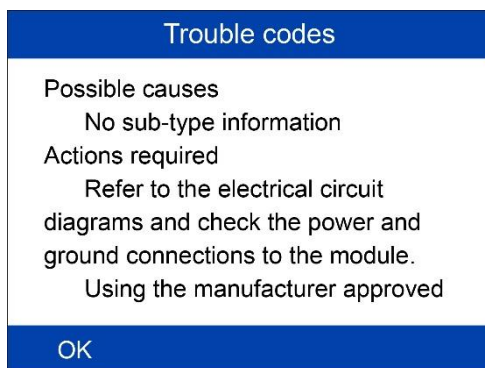 Trouble codes
Possible causes
No sub-type information
Actions required
Refer to the electrical circuit
diagrams and check the power and
ground connections to the module.
Using the manufacturer approved
OK